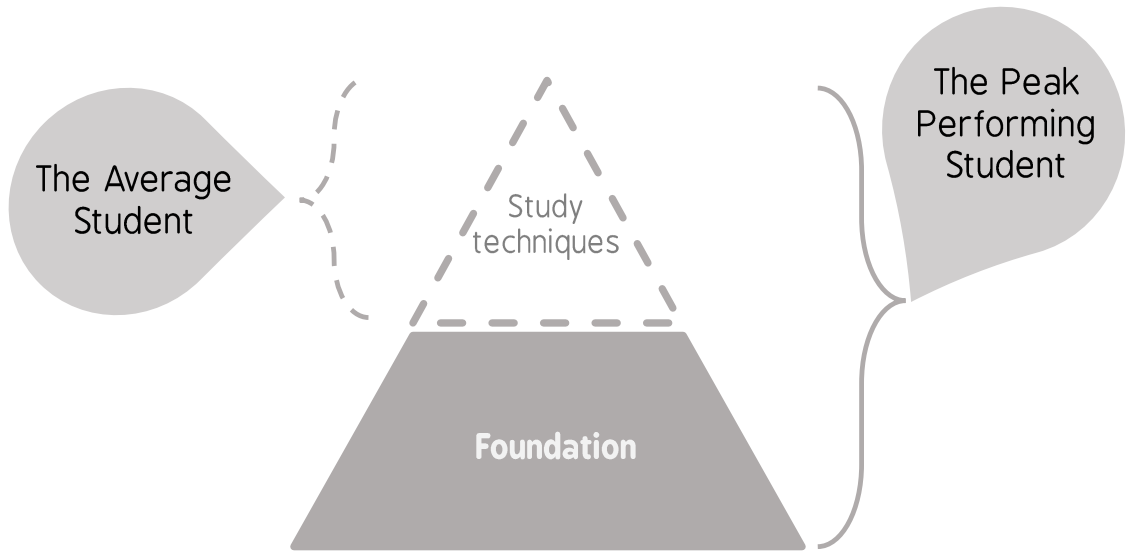 The Average
Student
Study
techniques
Foundation
The Peak
Performing
Student